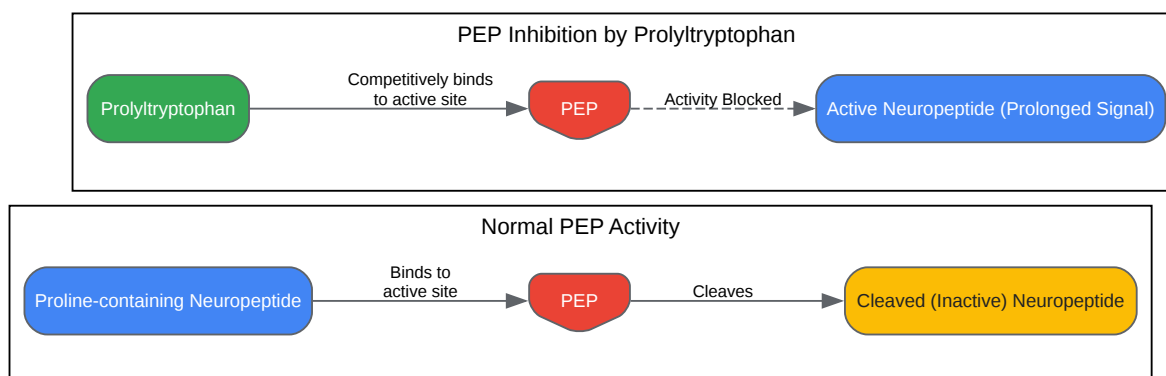 PEP Inhibition by Prolyltryptophan
Prolyltryptophan
Competitively binds
to active site
PEP
Activity Blocked
Active Neuropeptide (Prolonged Signal)
Normal PEP Activity
Proline-containing Neuropeptide
Binds to
active site
PEP
Cleaves
Cleaved (Inactive) Neuropeptide